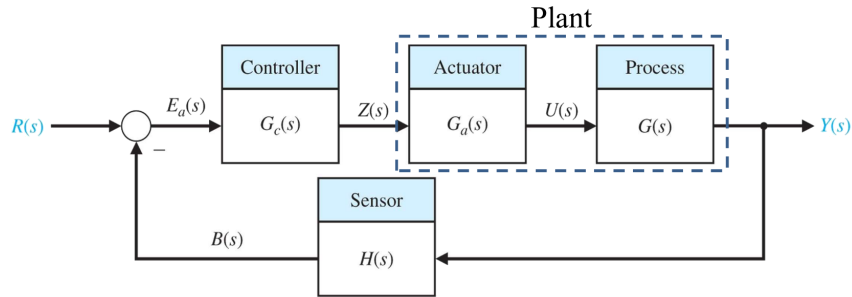 Plant
Controller
Actuator
Process
R(s)
E_a(s)
G_c(s)
Z(s)
G_a(s)
U(s)
G(s)
Y(s)
−
Sensor
B(s)
H(s)